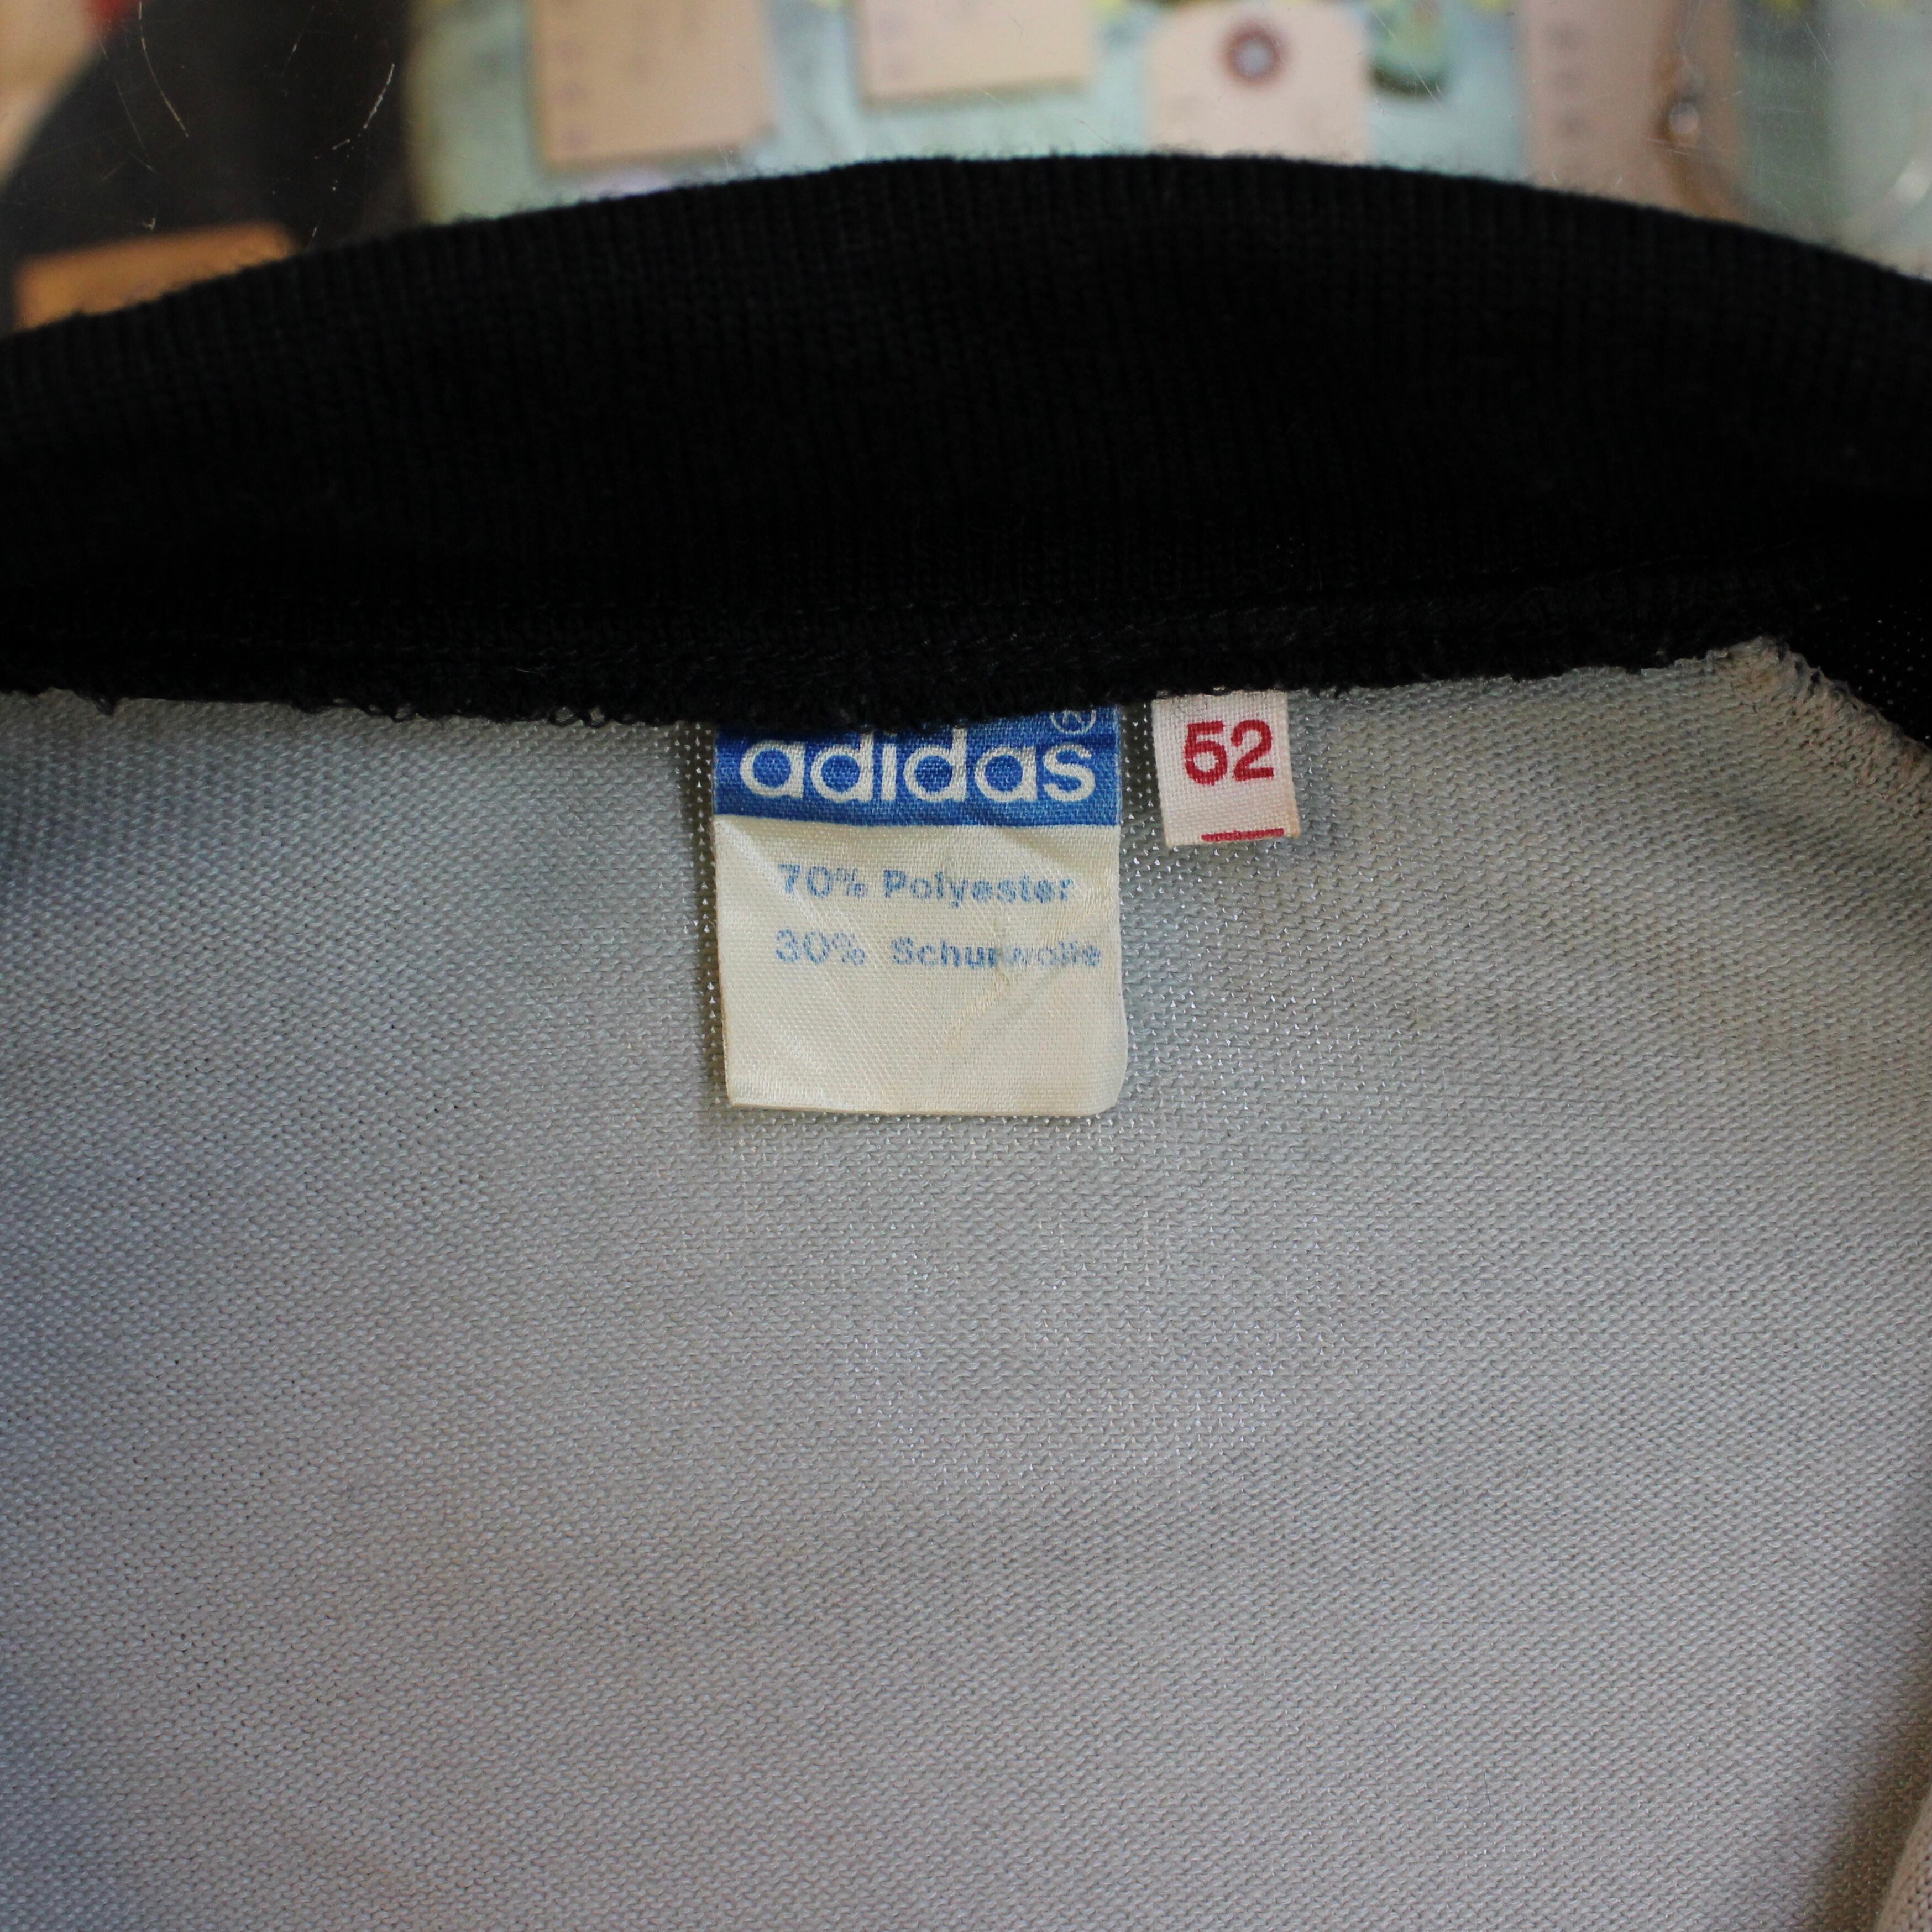 adidas ®
52
70% Polyester
30% Schurwolle